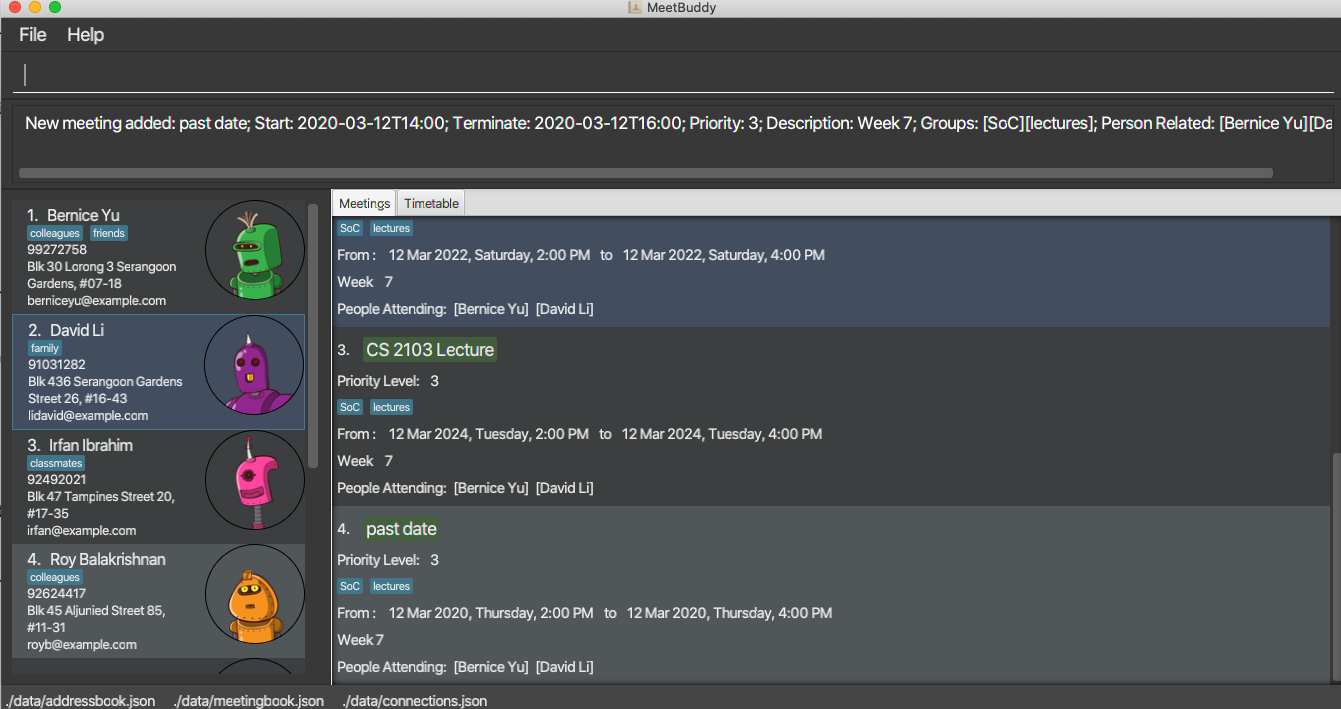 MeetBuddy
File Help
New meeting added: past date; Start: 2020-03-12T14:00; Terminate: 2020-03-12T16:00; Priority: 3; Description: Week 7; Groups: [SoC][lectures]; Person Related: [Bernice Yu][Da
1. Bernice Yu
colleagues friends
99272758
Blk 30 Lorong 3 Serangoon
Gardens, #07-18
berniceyu@example.com
2. David Li
family
91031282
Blk 436 Serangoon Gardens
Street 26, #16-43
lidavid@example.com
3. Irfan Ibrahim
classmates
92492021
Blk 47 Tampines Street 20,
#17-35
irfan@example.com
4. Roy Balakrishnan
colleagues
92624417
Blk 45 Aljunied Street 85,
#11-31
royb@example.com
Meetings Timetable
SoC lectures
From : 12 Mar 2022, Saturday, 2:00 PM to 12 Mar 2022, Saturday, 4:00 PM
Week 7
People Attending: [Bernice Yu] [David Li]
3. CS 2103 Lecture
Priority Level: 3
SoC lectures
From : 12 Mar 2024, Tuesday, 2:00 PM to 12 Mar 2024, Tuesday, 4:00 PM
Week 7
People Attending: [Bernice Yu] [David Li]
4. past date
Priority Level: 3
SoC lectures
From : 12 Mar 2020, Thursday, 2:00 PM to 12 Mar 2020, Thursday, 4:00 PM
Week 7
People Attending: [Bernice Yu] [David Li]
./data/addressbook.json ./data/meetingbook.json ./data/connections.json